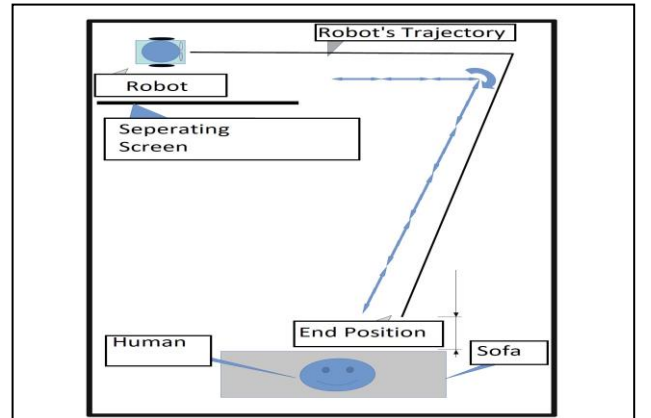 Robot's Trajectory
Robot
Seperating
Screen
End Position
Human
Sofa